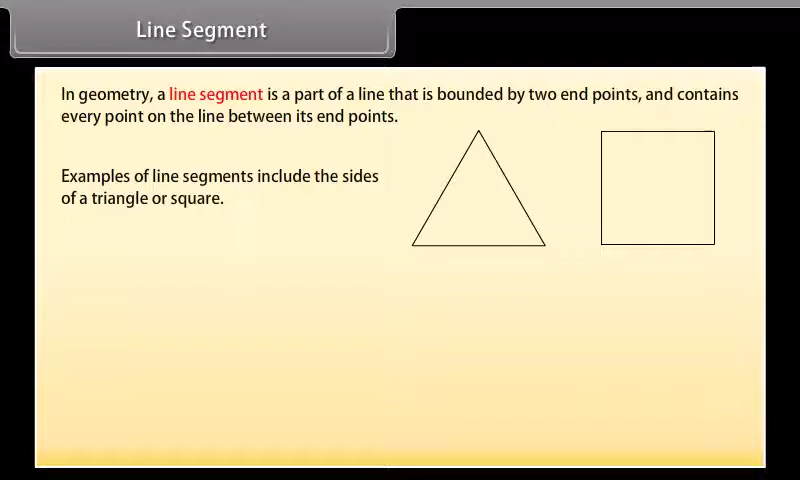 Line Segment
In geometry, a line segment is a part of a line that is bounded by two end points, and contains
every point on the line between its end points.
Examples of line segments include the sides
of a triangle or square.